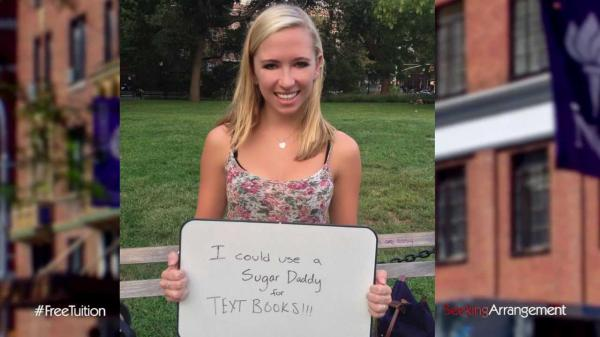 I could use a
Sugar Daddy
for
TEXT BOOKS!!!
#FreeTuition
SeekingArrangement